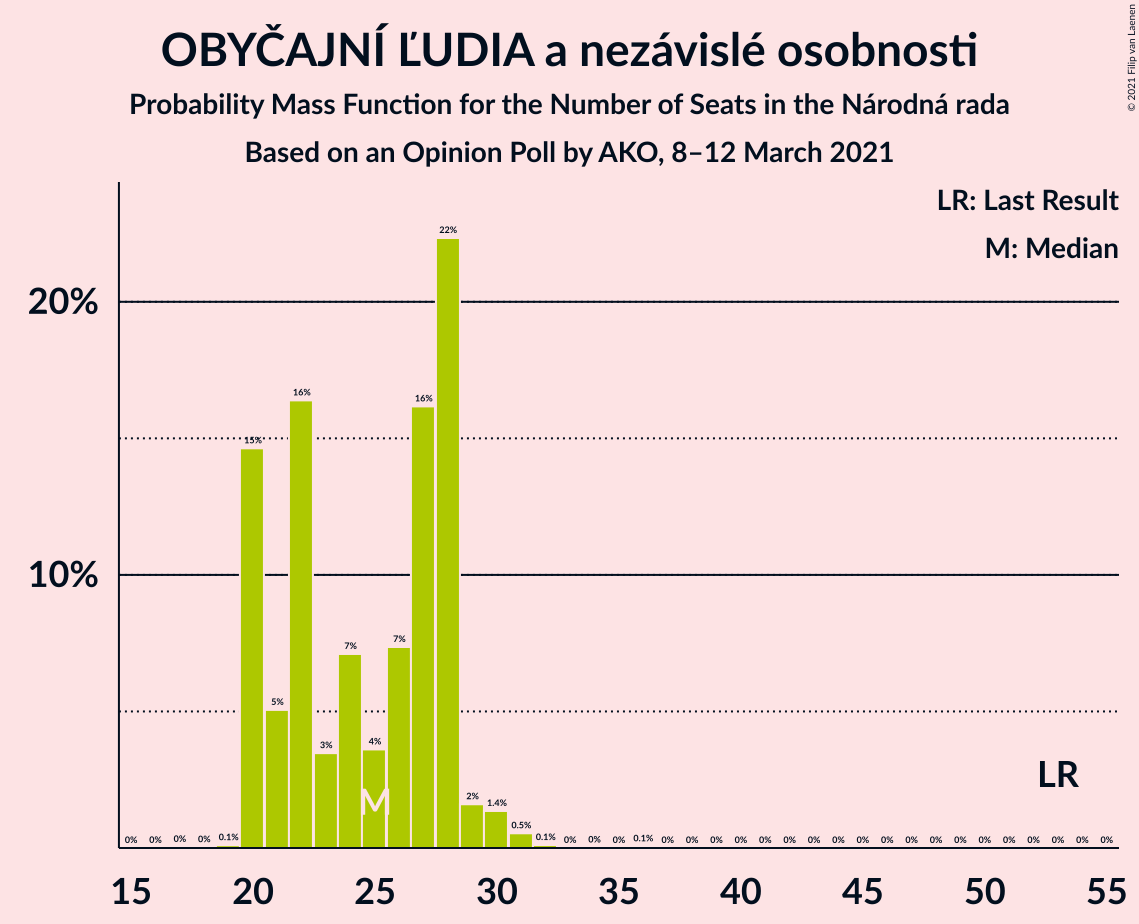 OBYČAJNÍ ĽUDIA a nezávislé osobnosti
Probability Mass Function for the Number of Seats in the Národná rada
Based on an Opinion Poll by AKO, 8–12 March 2021
© 2021 Filip van Laenen
LR: Last Result
M: Median
20%
10%
0% 0% 0% 0% 0.1% 15% 5% 16% 3% 7% 4% 7% 16% 22% 2% 1.4% 0.5% 0.1% 0% 0% 0% 0.1% 0% 0% 0% 0% 0% 0% 0% 0% 0% 0% 0% 0% 0% 0% 0% 0% 0% 0% 0%
M
LR
15 20 25 30 35 40 45 50 55